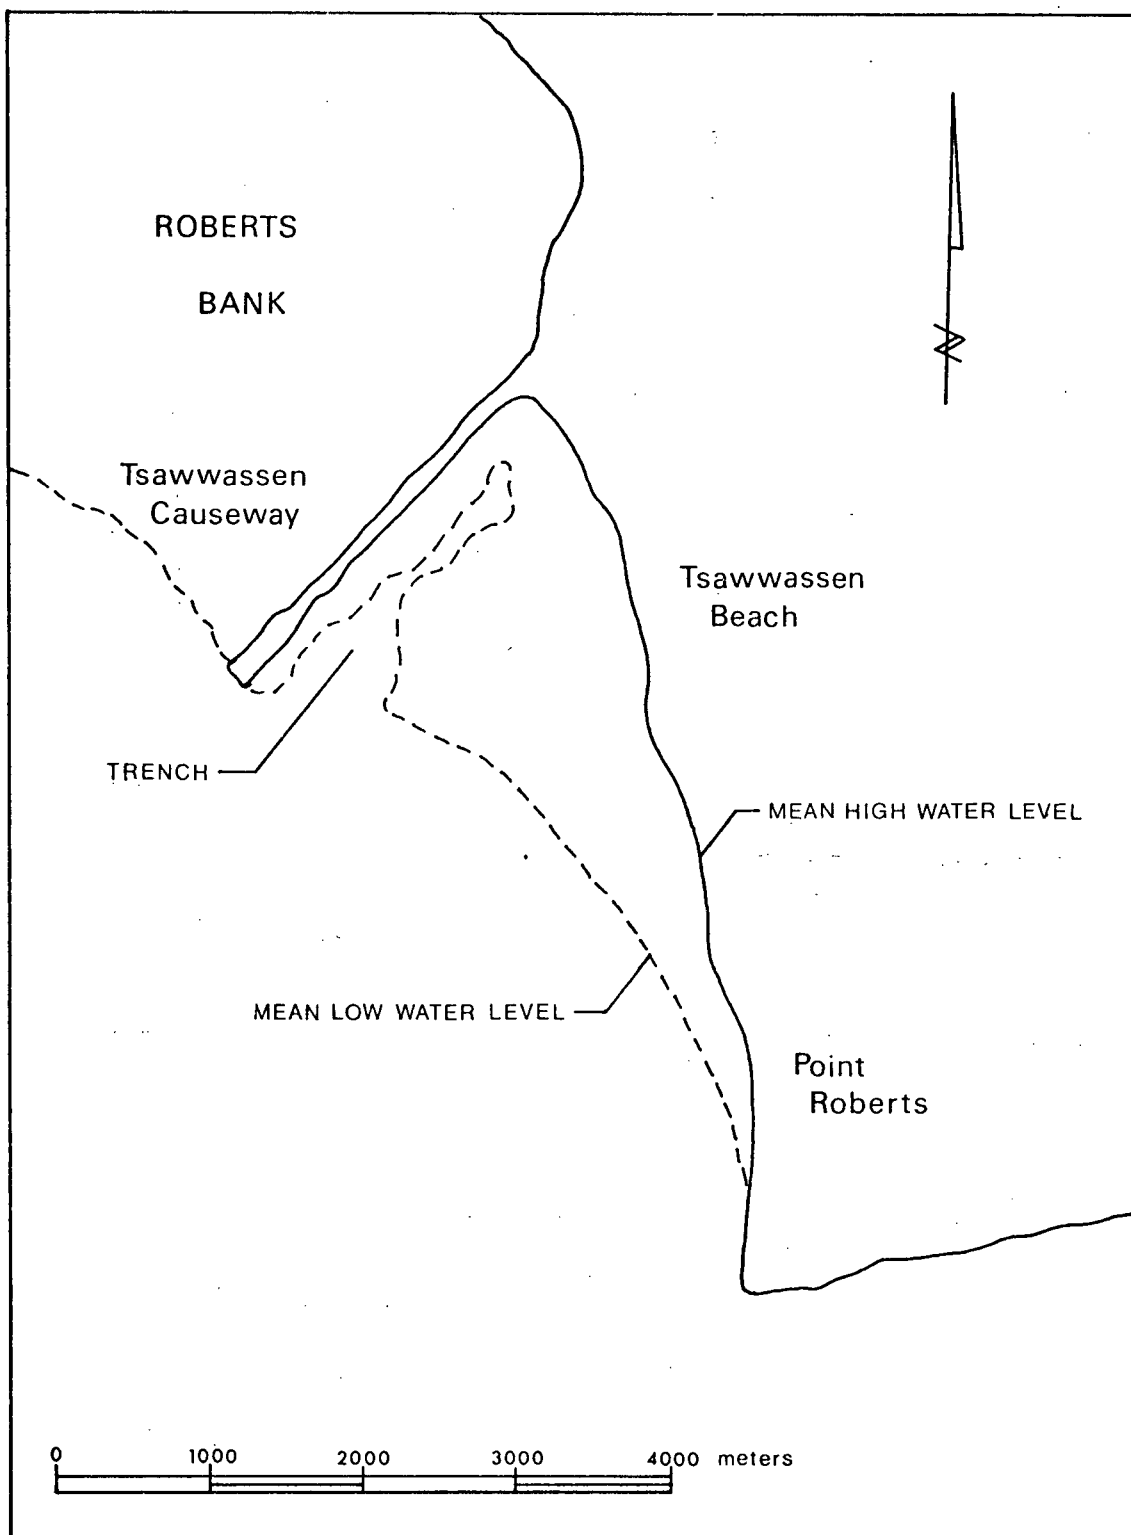 ROBERTS
BANK
N
Tsawwassen
Causeway
Tsawwassen
Beach
TRENCH
MEAN HIGH WATER LEVEL
MEAN LOW WATER LEVEL
Point
Roberts
0 1000 2000 3000 4000 meters